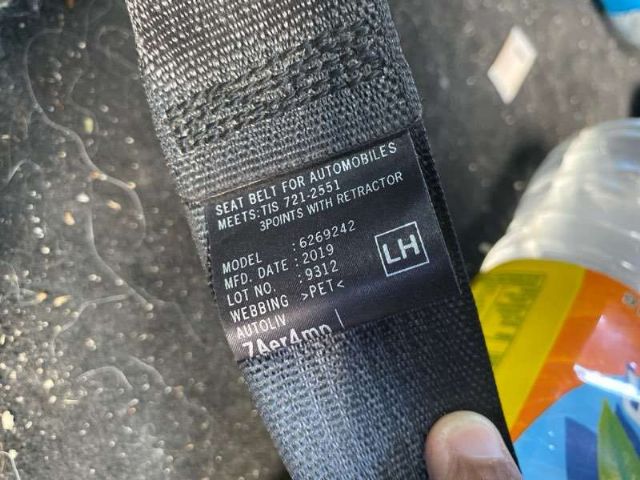 SEAT BELT FOR AUTOMOBILES
MEETS:TIS 721-2551
3POINTS WITH RETRACTOR
MODEL : 6269242
MFD. DATE : 2019
LOT NO. : 9312
WEBBING >PET<
AUTOLIV
LH